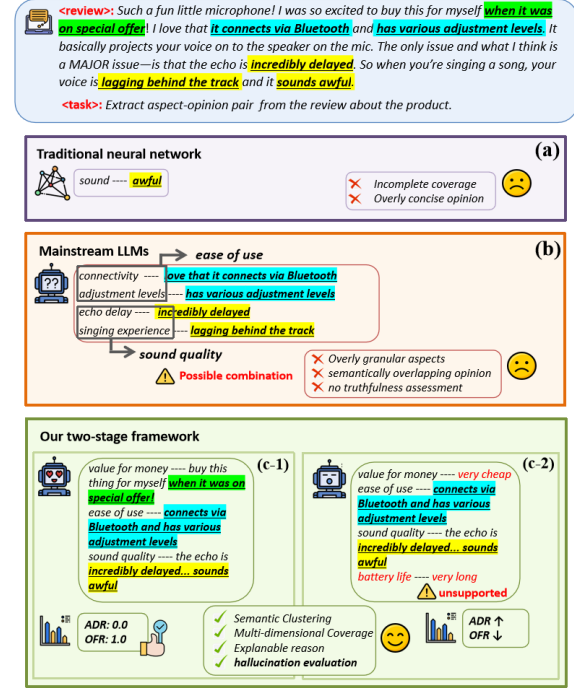 <review>: Such a fun little microphone! I was so excited to buy this for myself when it was
on special offer! I love that it connects via Bluetooth and has various adjustment levels. It
basically projects your voice on to the speaker on the mic. The only issue and what I think is
a MAJOR issue—is that the echo is incredibly delayed. So when you're singing a song, your
voice is lagging behind the track and it sounds awful.
<task>: Extract aspect-opinion pair from the review about the product.
(a)
Traditional neural network
sound ---- awful
Incomplete coverage
Overly concise opinion
(b)
Mainstream LLMs
ease of use
??
connectivity ---- love that it connects via Bluetooth
adjustment levels ---- has various adjustment levels
echo delay ---- incredibly delayed
singing experience ---- lagging behind the track
sound quality
Possible combination
Overly granular aspects
semantically overlapping opinion
no truthfulness assessment
Our two-stage framework
(c-1)
value for money ---- buy this
thing for myself when it was on
special offer!
ease of use ---- connects via
Bluetooth and has various
adjustment levels
sound quality ---- the echo is
incredibly delayed... sounds
awful
(c-2)
value for money ---- very cheap
ease of use ---- connects via
Bluetooth and has various
adjustment levels
sound quality ---- the echo is
incredibly delayed... sounds
awful
battery life ---- very long
unsupported
ADR: 0.0
OFR: 1.0
Semantic Clustering
Multi-dimensional Coverage
Explanable reason
hallucination evaluation
ADR ↑
OFR ↓